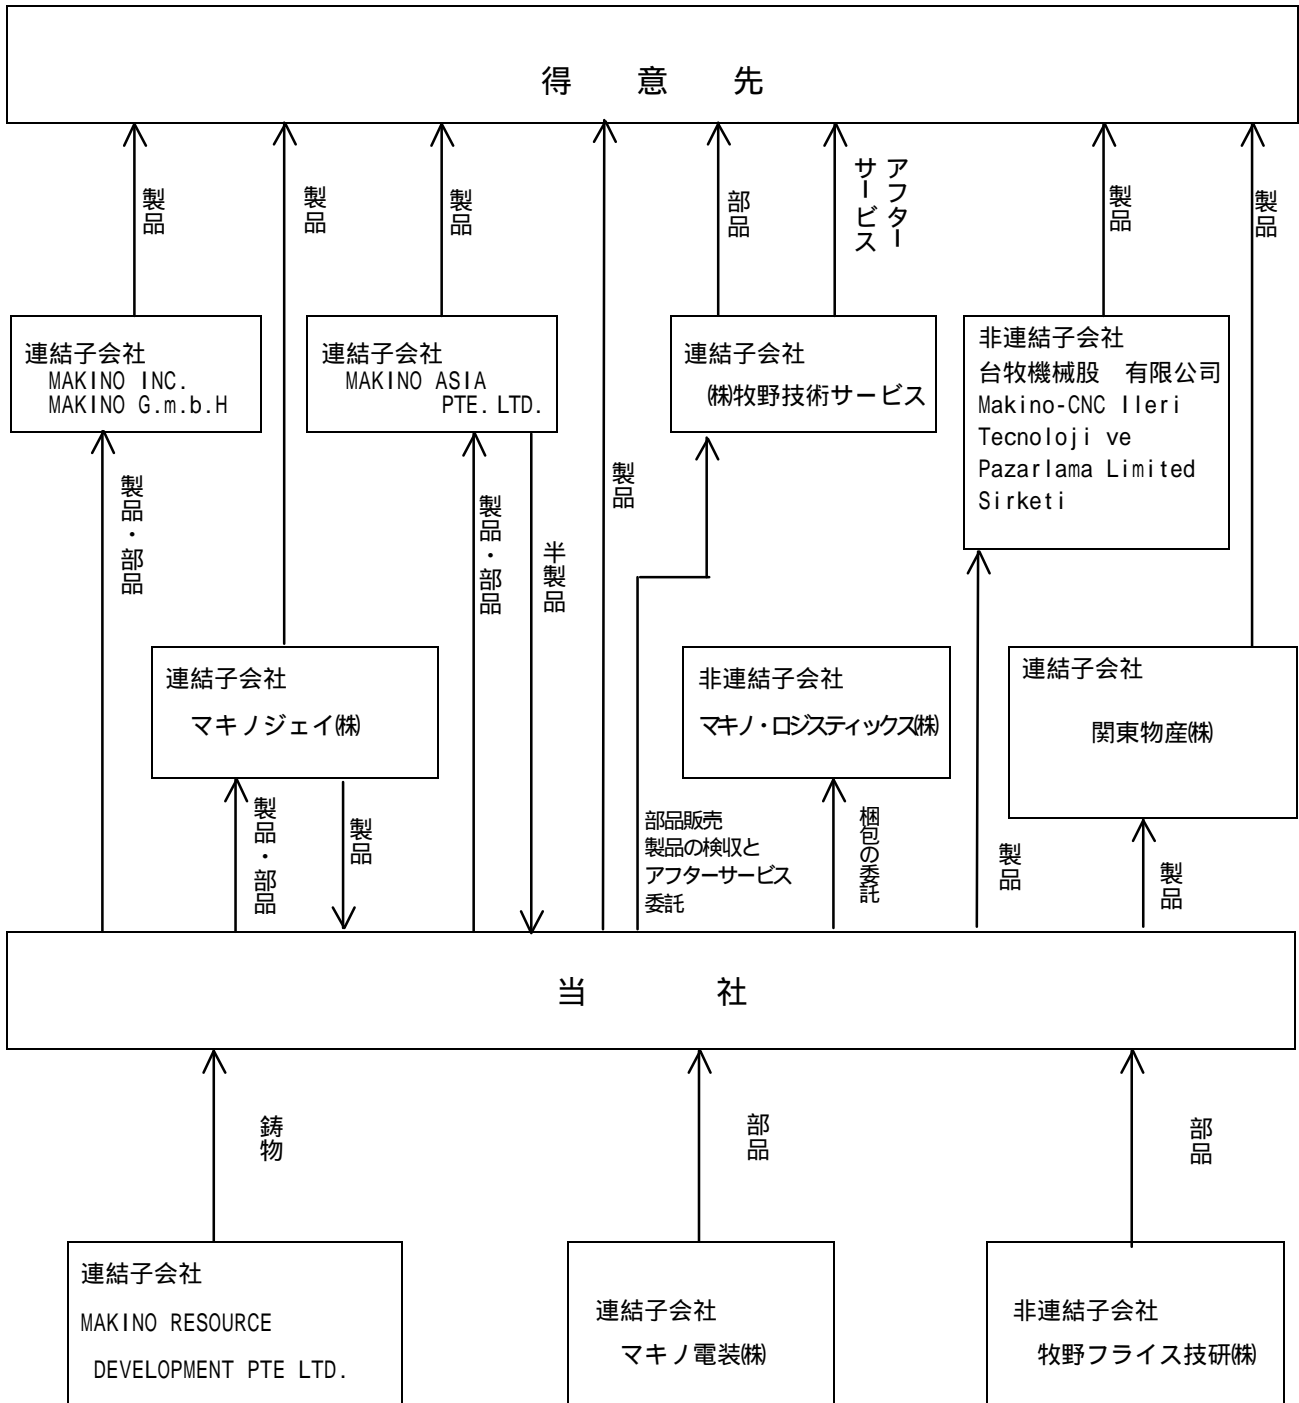 得 意 先
製品
製品
製品
製品
部品
アフター
サービス
製品
製品
連結子会社
MAKINO INC.
MAKINO G.m.b.H
連結子会社
MAKINO ASIA
PTE. LTD.
連結子会社
㈱牧野技術サービス
非連結子会社
台牧機械股 有限公司
Makino-CNC Ileri
Tecnoloji ve
Pazarlama Limited
Sirketi
製品・部品
製品・部品
半製品
連結子会社
マキノジェイ㈱
非連結子会社
マキノ・ロジスティックス㈱
連結子会社
関東物産㈱
製品・部品
製品
部品販売
製品の検収と
アフターサービス
委託
梱包の委託
製品
製品
当 社
鋳物
部品
部品
連結子会社
MAKINO RESOURCE
DEVELOPMENT PTE LTD.
連結子会社
マキノ電装㈱
非連結子会社
牧野フライス技研㈱